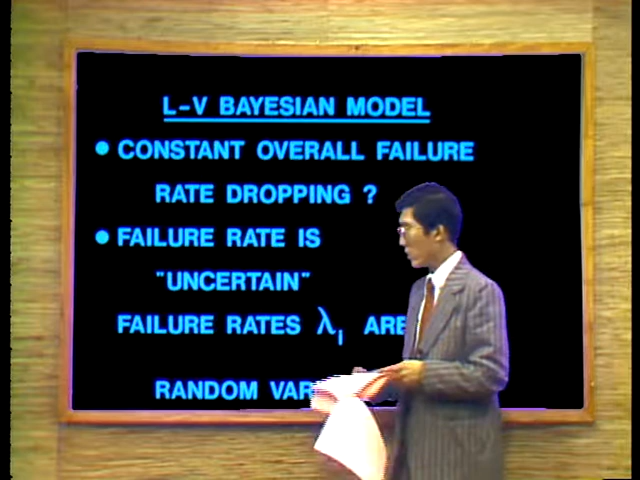 L-V BAYESIAN MODEL
• CONSTANT OVERALL FAILURE
RATE DROPPING ?
• FAILURE RATE IS
"UNCERTAIN"
FAILURE RATES λI ARE
RANDOM